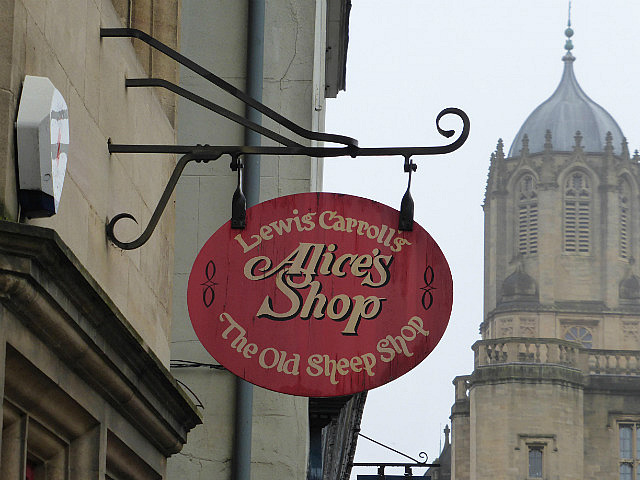 Lewis Carroll's
Alice's
Shop
The Old Sheep Shop